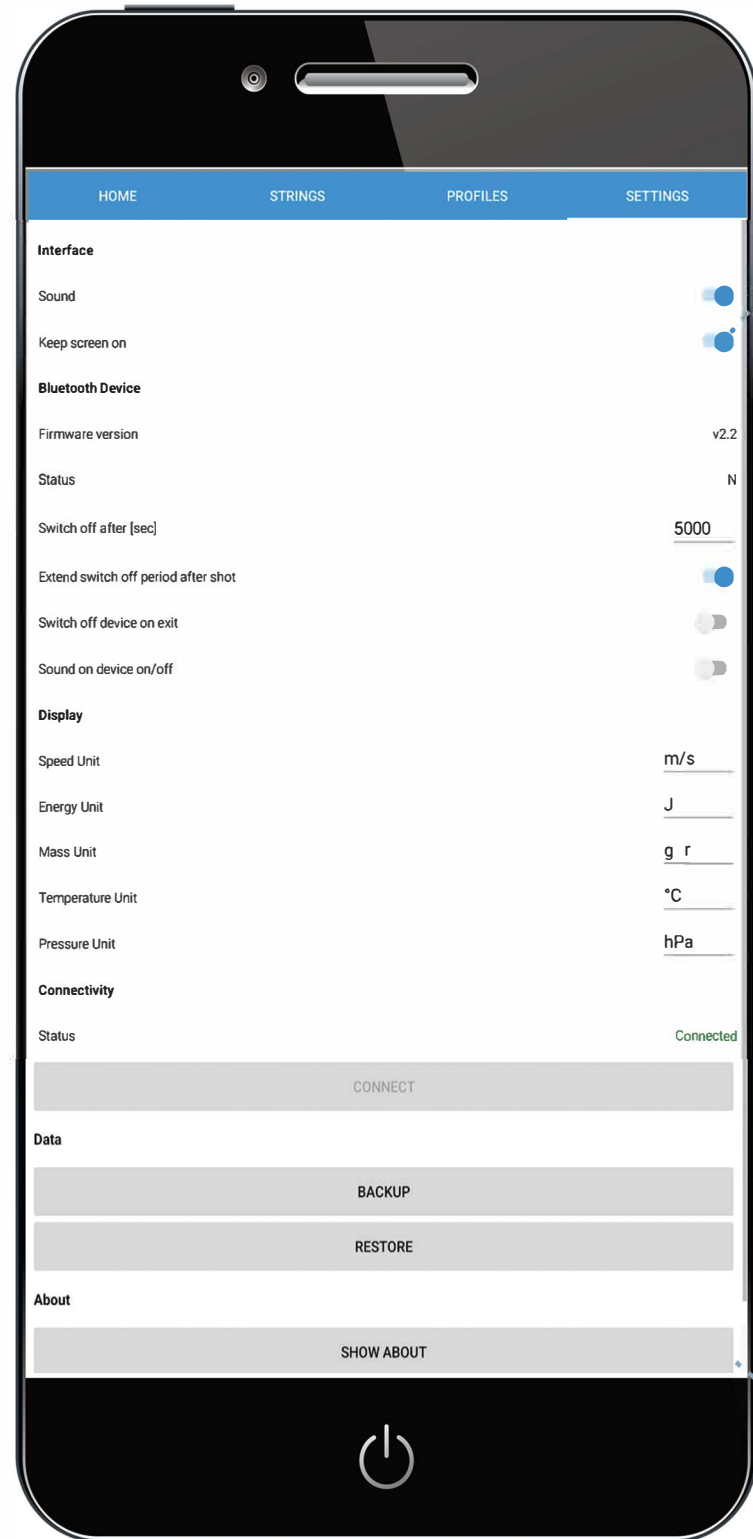 HOME STRINGS PROFILES SETTINGS
Interface
Sound
Keep screen on
Bluetooth Device
Firmware version v2.2
Status N
Switch off after [sec] 5000
Extend switch off period after shot
Switch off device on exit
Sound on device on/off
Display
Speed Unit m/s
Energy Unit J
Mass Unit g r
Temperature Unit °C
Pressure Unit hPa
Connectivity
Status Connected
CONNECT
Data
BACKUP
RESTORE
About
SHOW ABOUT